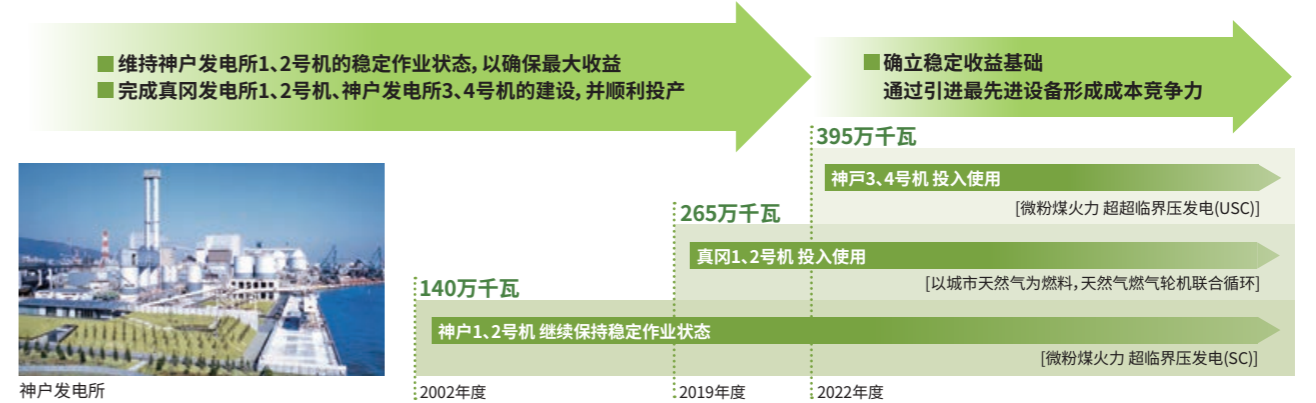 ■ 维持神户发电所1、2号机的稳定作业状态, 以确保最大收益
■ 完成真冈发电所1、2号机、神户发电所3、4号机的建设, 并顺利投产
■ 确立稳定收益基础
通过引进最先进设备形成成本竞争力
395万千瓦
神戸3、4号机 投入使用
[微粉煤火力 超超临界压发电(USC)]
265万千瓦
真冈1、2号机 投入使用
[以城市天然气为燃料, 天然气燃气轮机联合循环]
140万千瓦
神户1、2号机 继续保持稳定作业状态
[微粉煤火力 超临界压发电(SC)]
神户发电所
2002年度
2019年度
2022年度